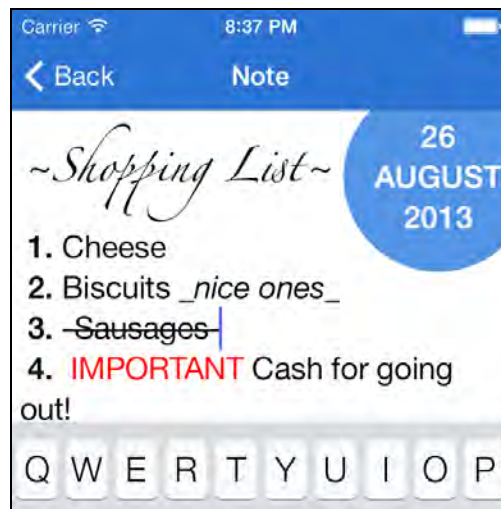 Carrier 8:37 PM
Back Note
26
AUGUST
2013
~Shopping List~
1. Cheese
2. Biscuits _nice ones_
3. -Sausages-
4. IMPORTANT Cash for going
out!
Q W E R T Y U I O P